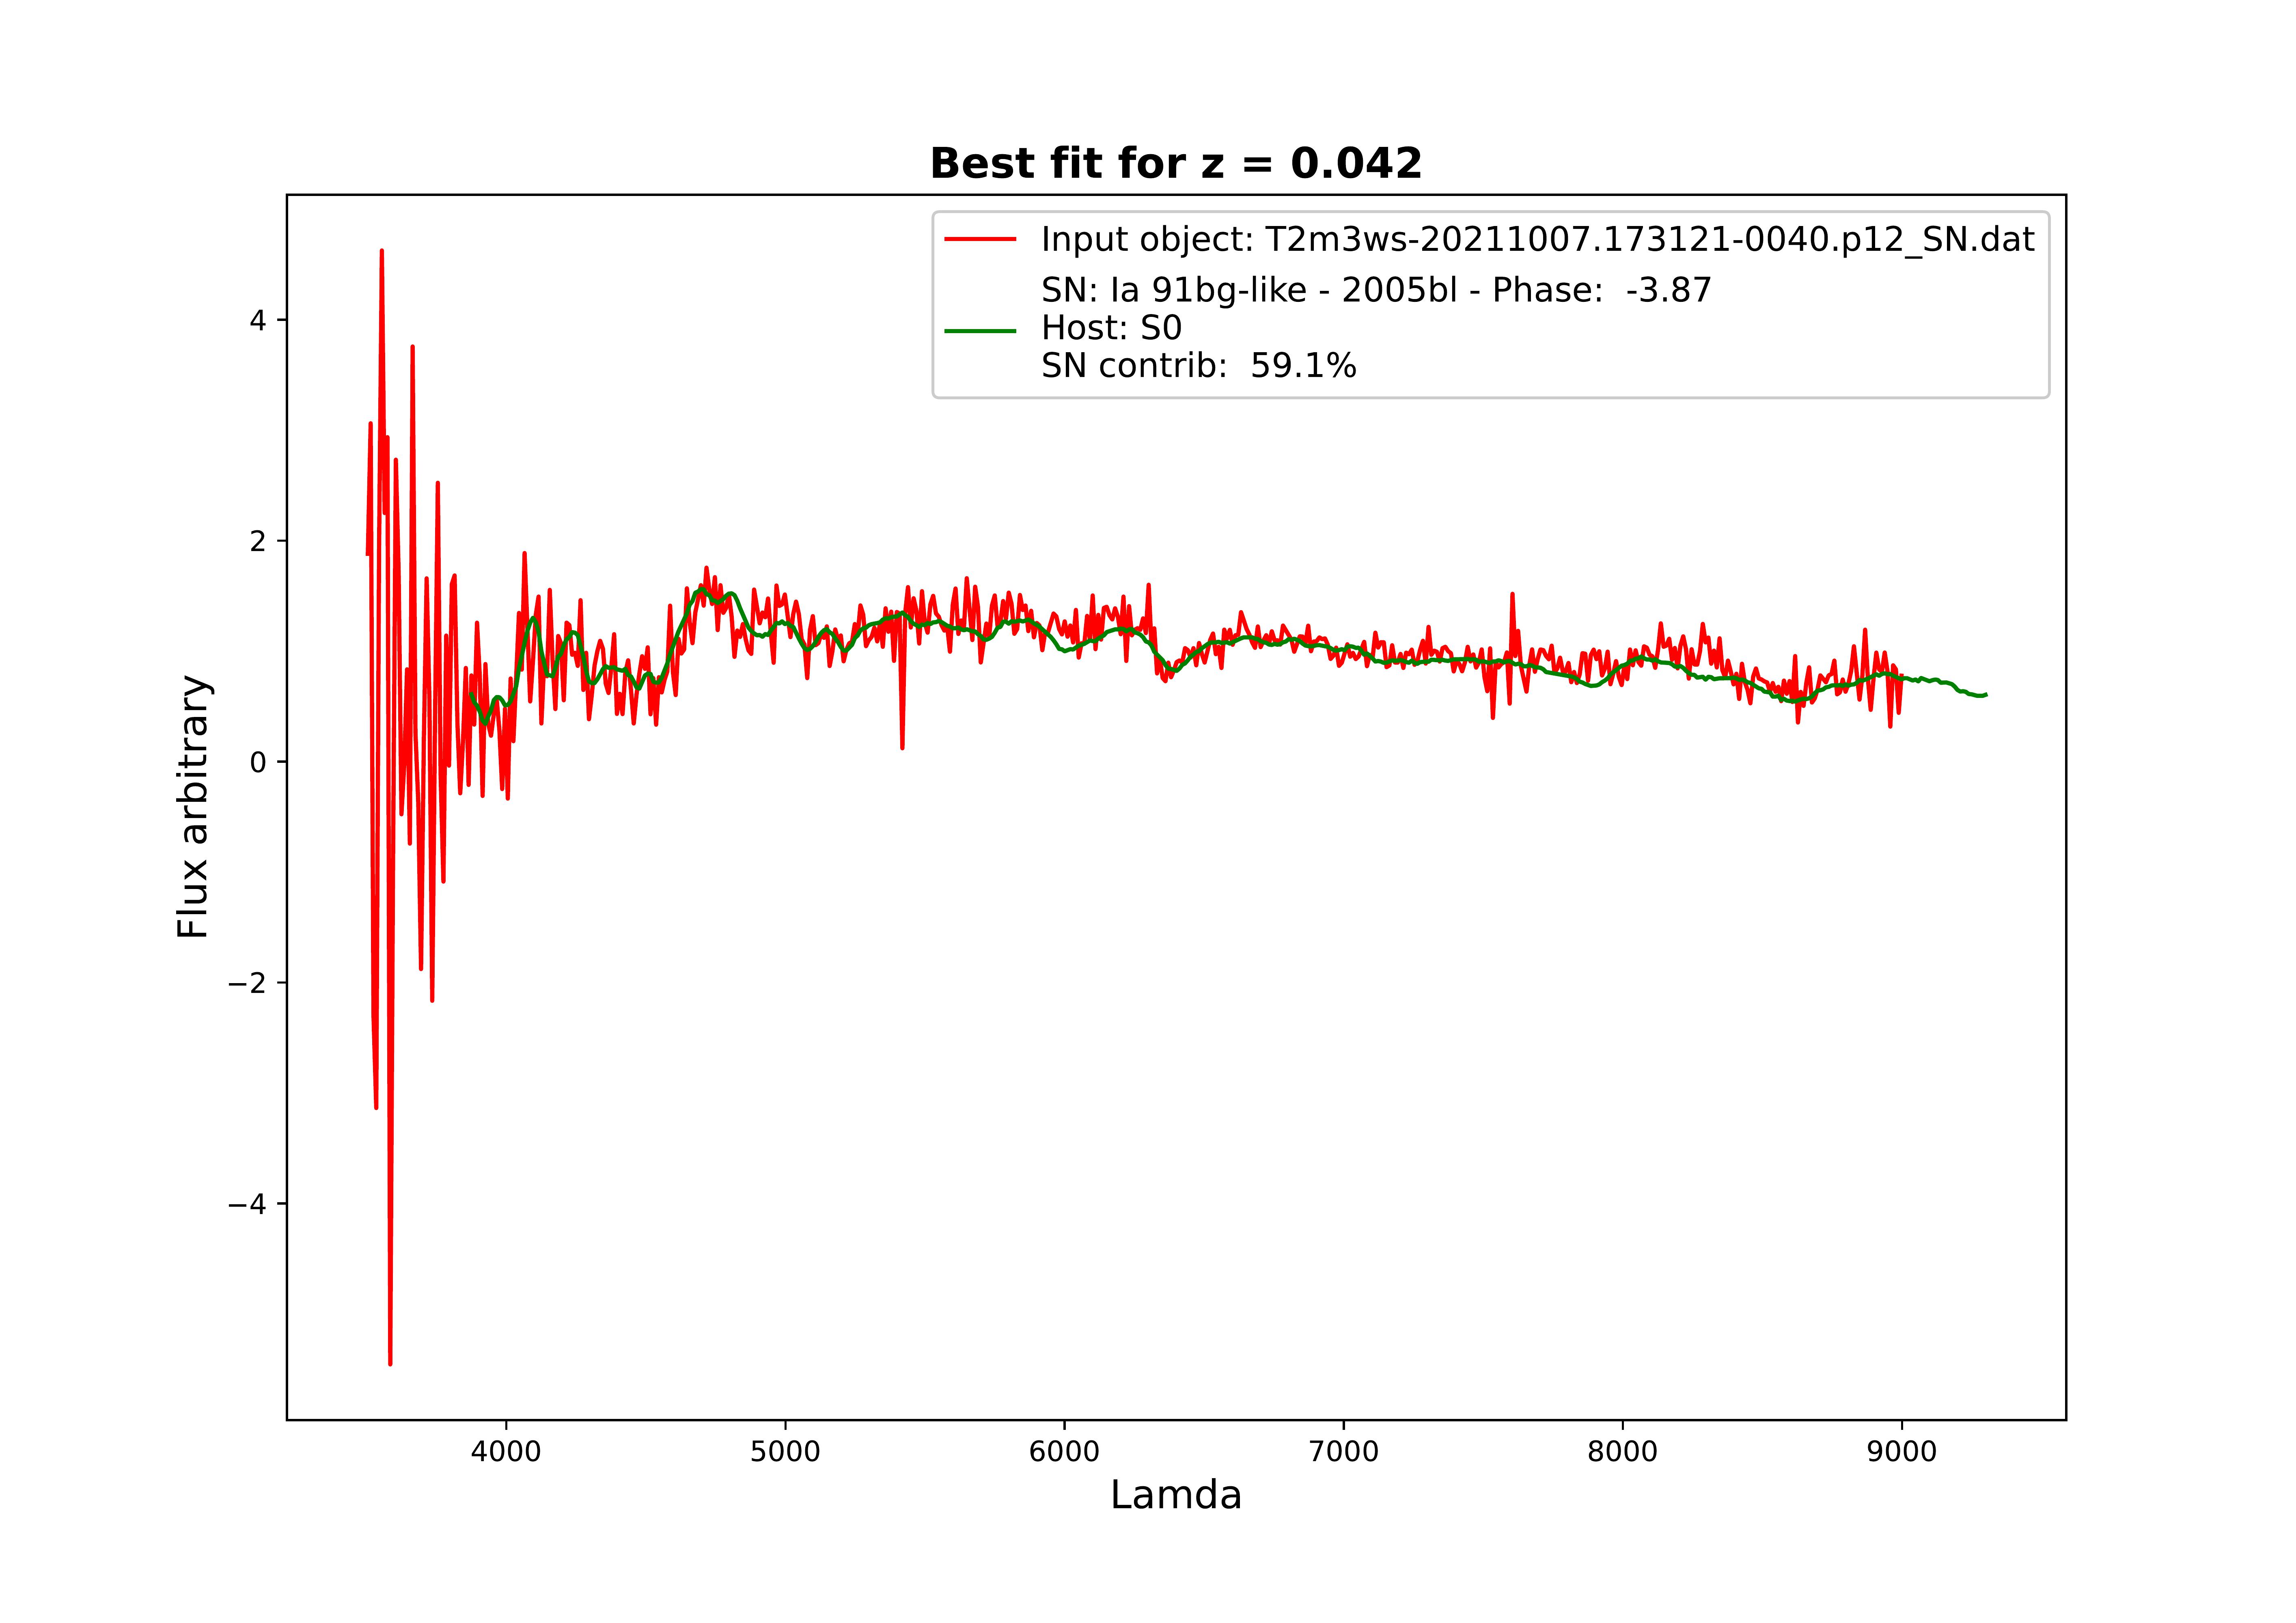 Best fit for z = 0.042
Input object: T2m3ws-20211007.173121-0040.p12_SN.dat
SN: Ia 91bg-like - 2005bl - Phase:  -3.87
Host: S0
SN contrib:  59.1%
Flux arbitrary
4
2
0
−2
−4
4000 5000 6000 7000 8000 9000
Lamda